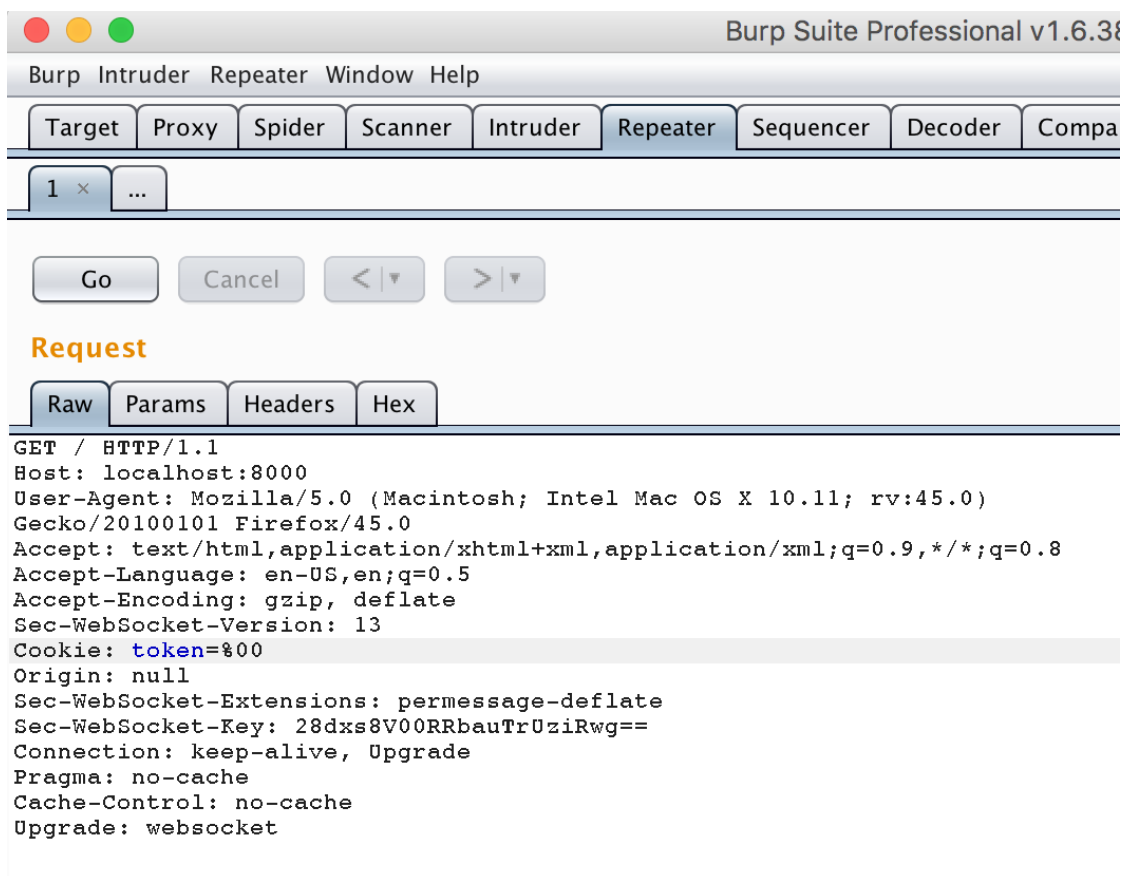 Burp Suite Professional v1.6.38
Burp Intruder Repeater Window Help
Target Proxy Spider Scanner Intruder Repeater Sequencer Decoder Compa
1 × ...
Go Cancel < ▼ > ▼
Request
Raw Params Headers Hex
GET / HTTP/1.1
Host: localhost:8000
User-Agent: Mozilla/5.0 (Macintosh; Intel Mac OS X 10.11; rv:45.0)
Gecko/20100101 Firefox/45.0
Accept: text/html,application/xhtml+xml,application/xml;q=0.9,*/*;q=0.8
Accept-Language: en-US,en;q=0.5
Accept-Encoding: gzip, deflate
Sec-WebSocket-Version: 13
Cookie: token=%00
Origin: null
Sec-WebSocket-Extensions: permessage-deflate
Sec-WebSocket-Key: 28dxs8V00RRbauTrUziRwg==
Connection: keep-alive, Upgrade
Pragma: no-cache
Cache-Control: no-cache
Upgrade: websocket